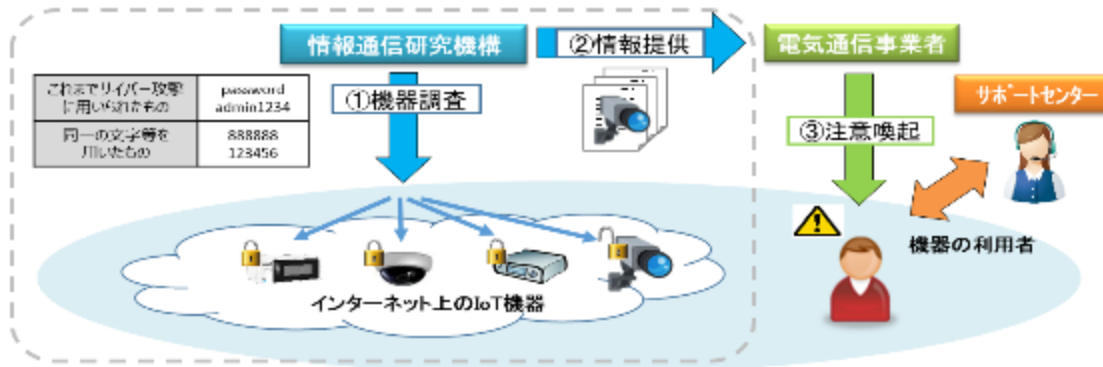 情報通信研究機構
②情報提供
電気通信事業者
これまでサイバー攻撃
に用いられたもの
password
admin1234
同一の文字等を
用いたもの
888888
123456
①機器調査
サポートセンター
③注意喚起
機器の利用者
インターネット上のIoT機器